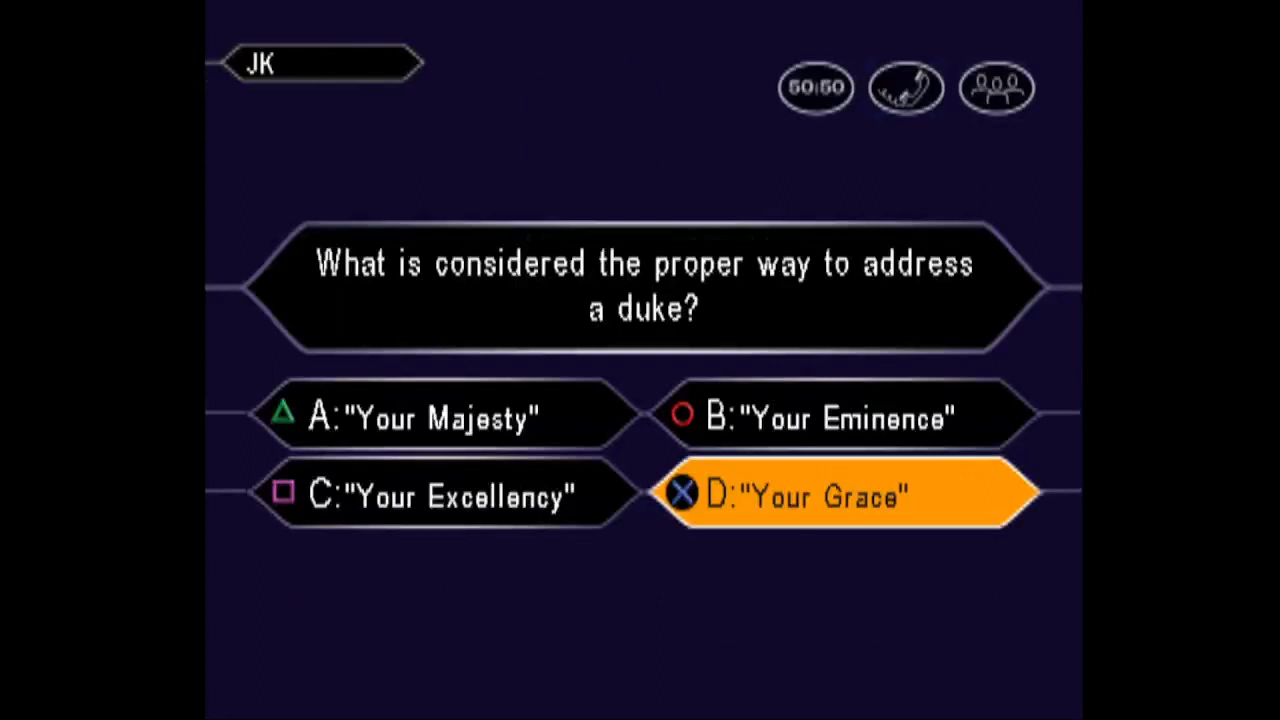 JK
50:50
What is considered the proper way to address
a duke?
A:"Your Majesty"
B:"Your Eminence"
C:"Your Excellency"
D:"Your Grace"